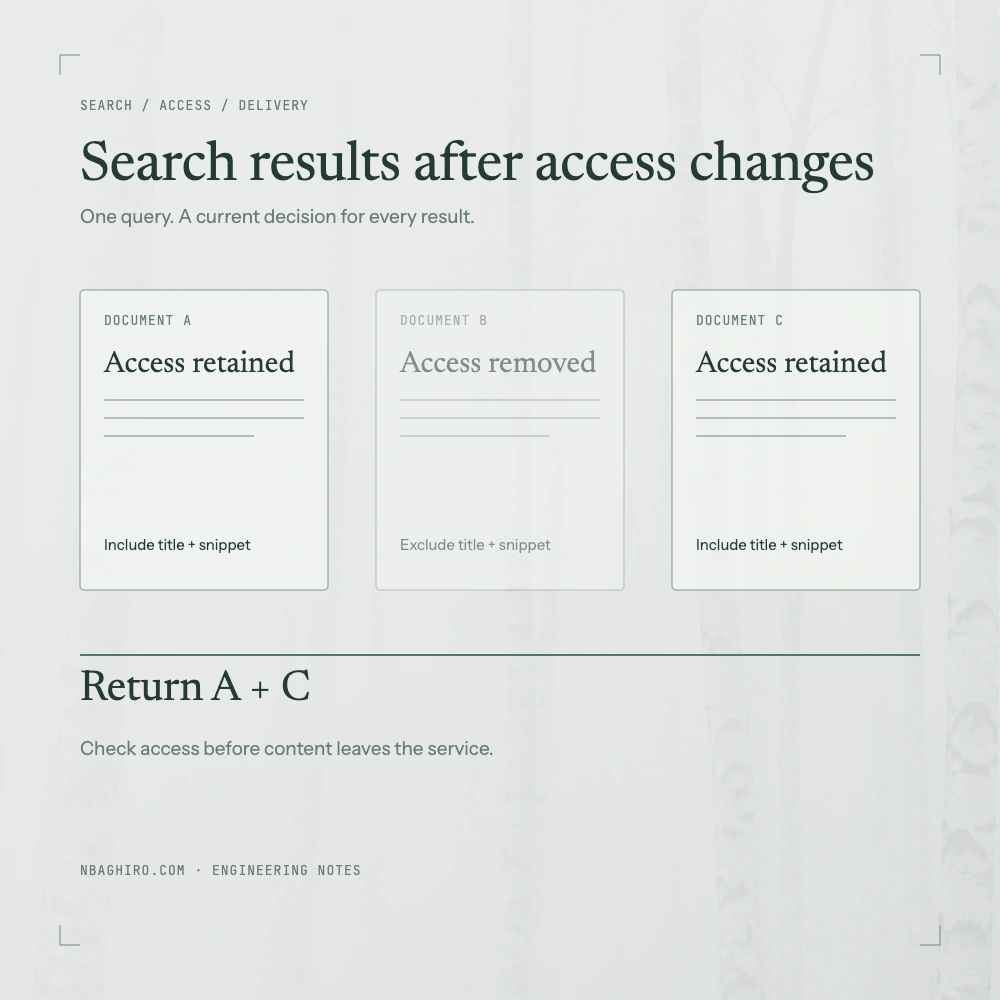 SEARCH / ACCESS / DELIVERY
Search results after access changes
One query. A current decision for every result.
DOCUMENT A
Access retained
Include title + snippet
DOCUMENT B
Access removed
Exclude title + snippet
DOCUMENT C
Access retained
Include title + snippet
Return A + C
Check access before content leaves the service.
NBAGHIRO.COM · ENGINEERING NOTES